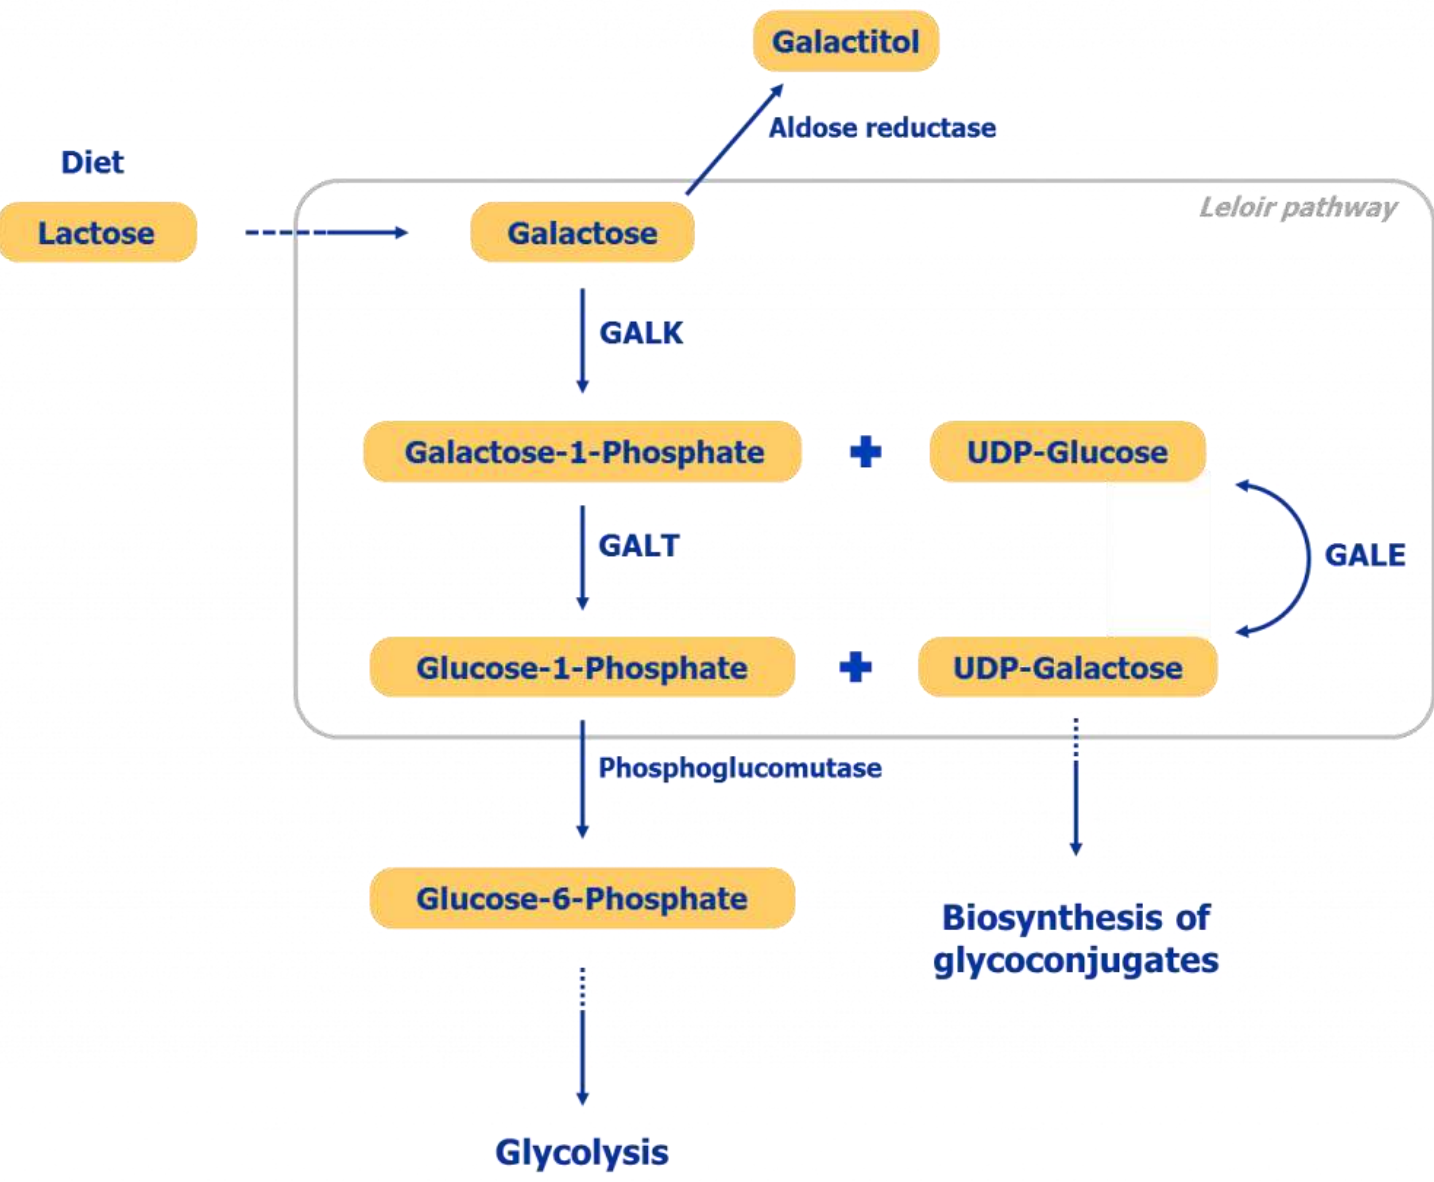 Galactitol
Aldose reductase
Diet
Leloir pathway
Lactose
Galactose
GALK
Galactose-1-Phosphate
UDP-Glucose
GALT
GALE
Glucose-1-Phosphate
UDP-Galactose
Phosphoglucomutase
Glucose-6-Phosphate
Biosynthesis of
glycoconjugates
Glycolysis